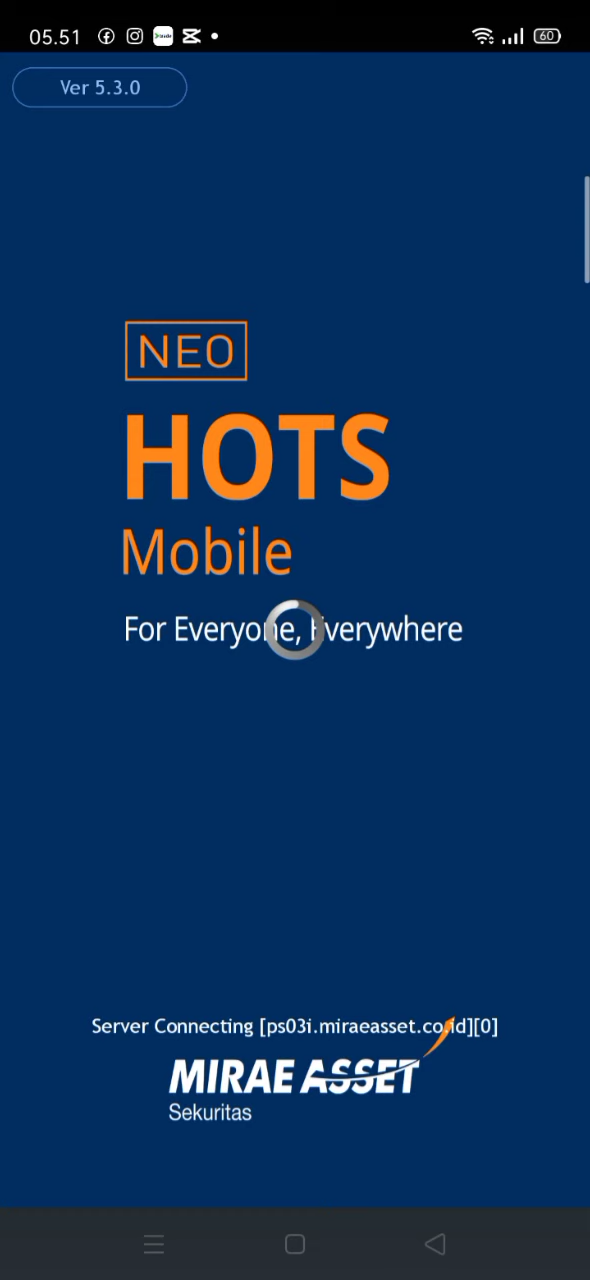 05.51
60
Ver 5.3.0
NEO
HOTS
Mobile
For Everyone, Everywhere
Server Connecting [ps03i.miraeasset.co.id][0]
MIRAE ASSET
Sekuritas